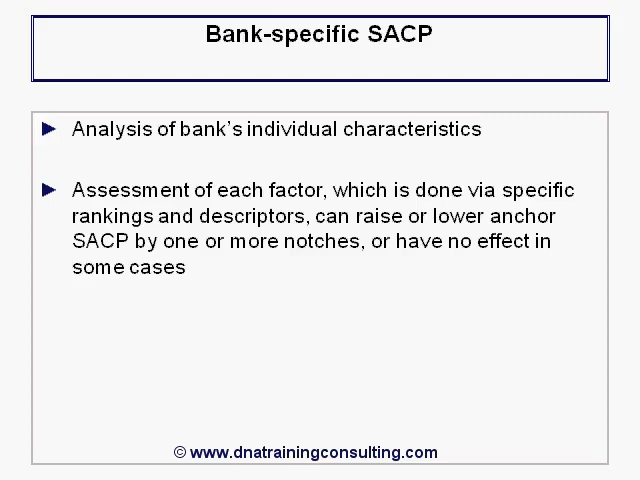 Bank-specific SACP
► Analysis of bank's individual characteristics
► Assessment of each factor, which is done via specific
rankings and descriptors, can raise or lower anchor
SACP by one or more notches, or have no effect in
some cases
© www.dnatrainingconsulting.com